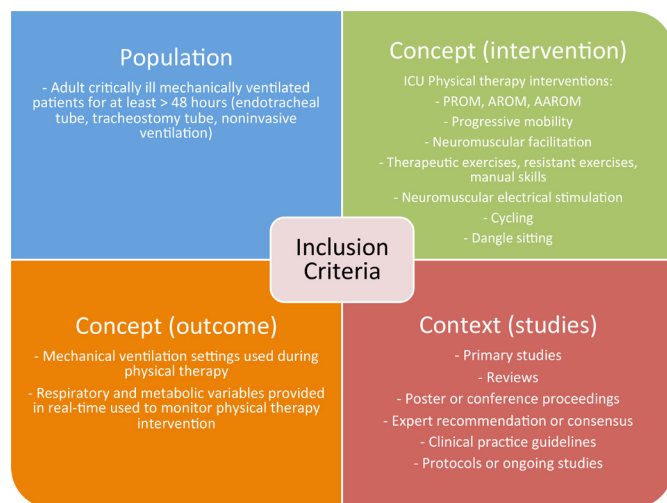 Population
- Adult critically ill mechanically ventilated
patients for at least > 48 hours (endotracheal
tube, tracheostomy tube, noninvasive
ventilation)
Concept (intervention)
ICU Physical therapy interventions:
- PROM, AROM, AAROM
- Progressive mobility
- Neuromuscular facilitation
- Therapeutic exercises, resistant exercises,
manual skills
- Neuromuscular electrical stimulation
- Cycling
- Dangle sitting
Inclusion
Criteria
Concept (outcome)
- Mechanical ventilation settings used during
physical therapy
- Respiratory and metabolic variables provided
in real-time used to monitor physical therapy
intervention
Context (studies)
- Primary studies
- Reviews
- Poster or conference proceedings
- Expert recommendation or consensus
- Clinical practice guidelines
- Protocols or ongoing studies